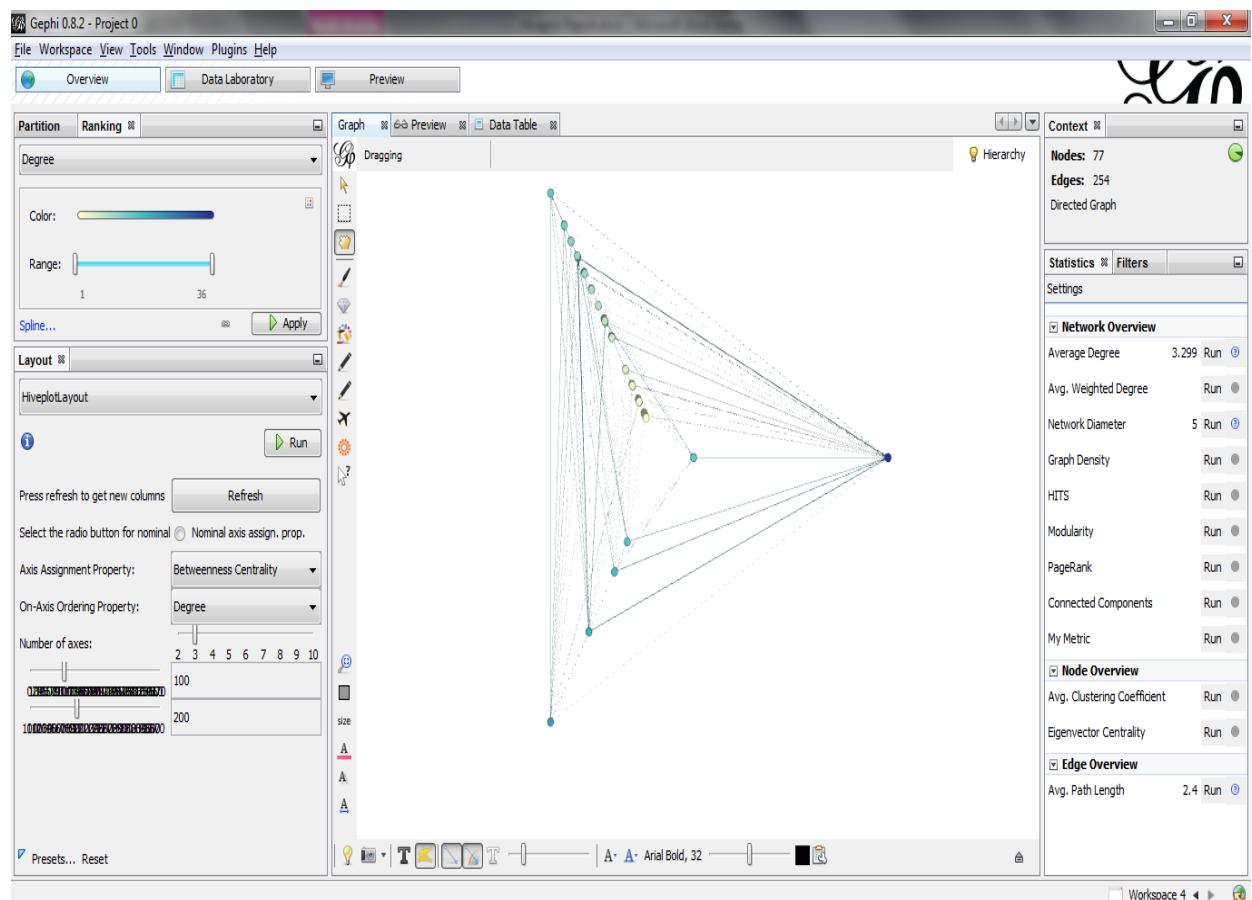 Gephi 0.8.2 - Project 0
File Workspace View Tools Window Plugins Help
Overview Data Laboratory Preview
Partition Ranking
Degree
Color:
Range:
1 36
Spline... Apply
Layout
HiveplotLayout
Run
Press refresh to get new columns Refresh
Select the radio button for nominal Nominal axis assign. prop.
Axis Assignment Property: Betweenness Centrality
On-Axis Ordering Property: Degree
Number of axes:
2 3 4 5 6 7 8 9 10
100
200
Presets... Reset
Graph Preview Data Table
Dragging Hierarchy
size
A
A
A
T T A- A- Arial Bold, 32
Context
Nodes: 77
Edges: 254
Directed Graph
Statistics Filters
Settings
Network Overview
Average Degree 3.299 Run
Avg. Weighted Degree Run
Network Diameter 5 Run
Graph Density Run
HITS Run
Modularity Run
PageRank Run
Connected Components Run
My Metric Run
Node Overview
Avg. Clustering Coefficient Run
Eigenvector Centrality Run
Edge Overview
Avg. Path Length 2.4 Run
Workspace 4